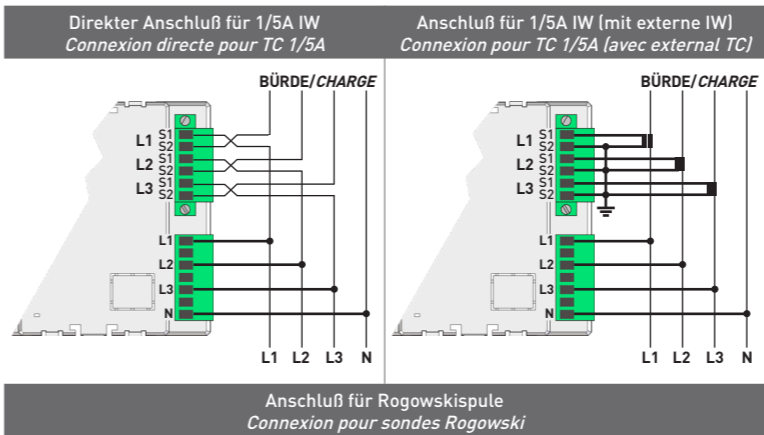 Direkter Anschluß für 1/5A IW
Connexion directe pour TC 1/5A
BÜRDE/CHARGE
L1 S1
S2
L2 S1
S2
L3 S1
S2
L1
L2
L3
N
L1 L2 L3 N
Anschluß für 1/5A IW (mit externe IW)
Connexion pour TC 1/5A (avec external TC)
BÜRDE/CHARGE
L1 S1
S2
L2 S1
S2
L3 S1
S2
L1
L2
L3
N
L1 L2 L3 N
Anschluß für Rogowskispule
Connexion pour sondes Rogowski